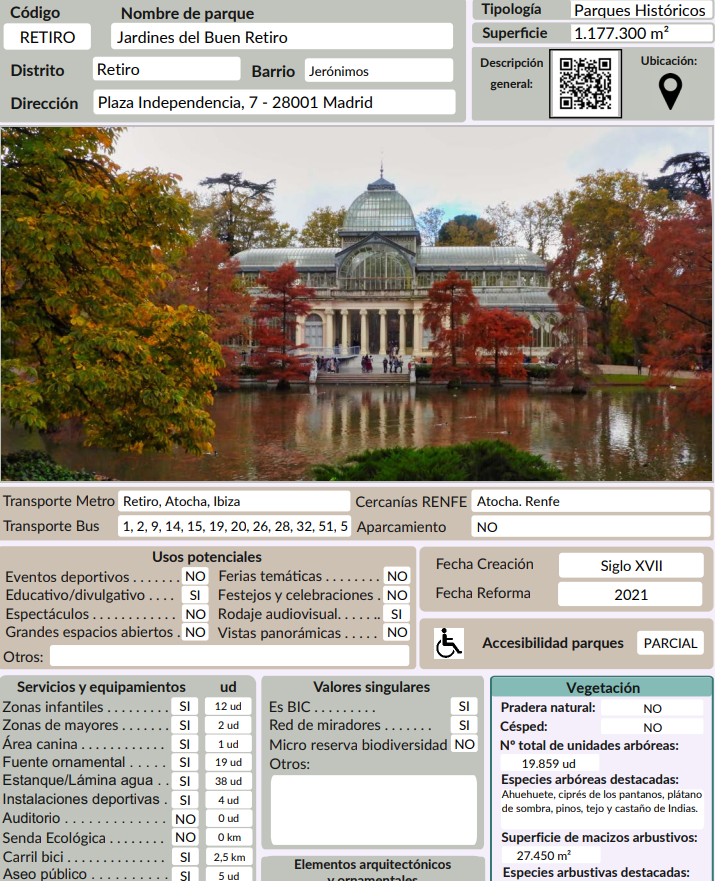 Código Nombre de parque
RETIRO Jardines del Buen Retiro
Distrito Retiro Barrio Jerónimos
Dirección Plaza Independencia, 7 - 28001 Madrid
Tipología Parques Históricos
Superficie 1.177.300 m²
Descripción general: Ubicación:
Transporte Metro Retiro, Atocha, Ibiza Cercanías RENFE Atocha. Renfe
Transporte Bus 1, 2, 9, 14, 15, 19, 20, 26, 28, 32, 51, 5 Aparcamiento NO
Usos potenciales
Eventos deportivos . . . . . . . NO Ferias temáticas . . . . . . . . NO
Educativo/divulgativo . . . . SI Festejos y celebraciones . NO
Espectáculos . . . . . . . . . . . NO Rodaje audiovisual. . . . . .. SI
Grandes espacios abiertos . NO Vistas panorámicas . . . . . NO
Otros:
Fecha Creación Siglo XVII
Fecha Reforma 2021
Accesibilidad parques PARCIAL
Servicios y equipamientos ud
Zonas infantiles . . . . . . . . . SI 12 ud
Zonas de mayores . . . . . . . SI 2 ud
Área canina . . . . . . . . . . . . SI 1 ud
Fuente ornamental . . . . . . SI 19 ud
Estanque/Lámina agua . . . SI 38 ud
Instalaciones deportivas . . SI 4 ud
Auditorio . . . . . . . . . . . . . . NO 0 ud
Senda Ecológica . . . . . . . . NO 0 km
Carril bici . . . . . . . . . . . . . SI 2,5 km
Aseo público . . . . . . . . . . SI 5 ud
Valores singulares
Es BIC . . . . . . . . . SI
Red de miradores . . . . . . . SI
Micro reserva biodiversidad NO
Otros:
Elementos arquitectónicos
y ornamentales
Vegetación
Pradera natural: NO
Césped: NO
Nº total de unidades arbóreas:
19.859 ud
Especies arbóreas destacadas:
Ahuehuete, ciprés de los pantanos, plátano
de sombra, pinos, tejo y castaño de Indias.
Superficie de macizos arbustivos:
27.450 m²
Especies arbustivas destacadas: